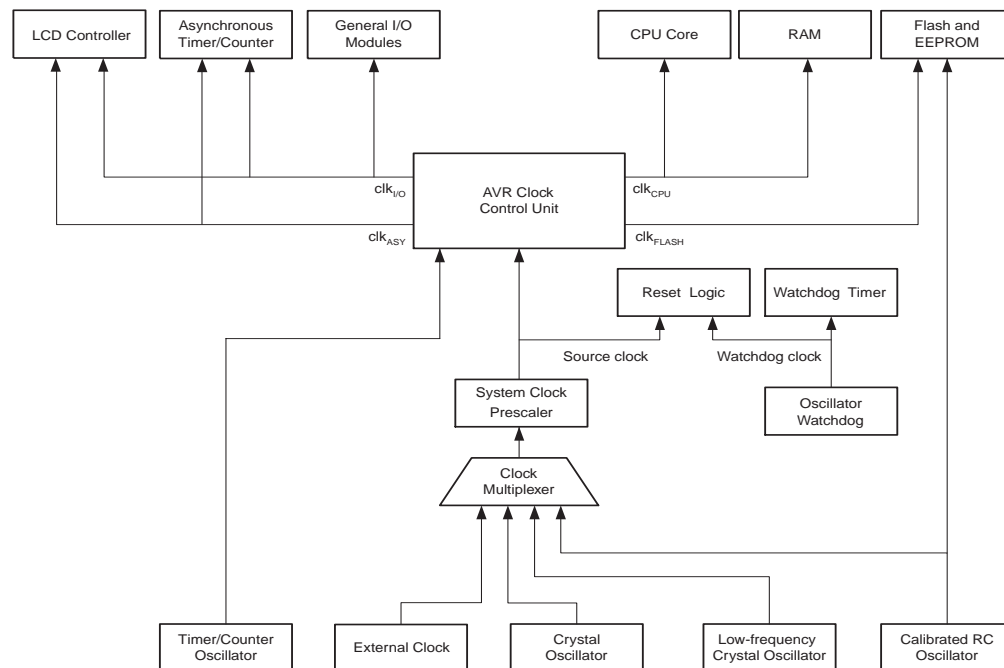 LCD Controller
Asynchronous
Timer/Counter
General I/O
Modules
CPU Core
RAM
Flash and
EEPROM
clkI/O
AVR Clock
Control Unit
clkCPU
clkASY
clkFLASH
Reset Logic
Watchdog Timer
Source clock
Watchdog clock
System Clock
Prescaler
Oscillator
Watchdog
Clock
Multiplexer
Timer/Counter
Oscillator
External Clock
Crystal
Oscillator
Low-frequency
Crystal Oscillator
Calibrated RC
Oscillator